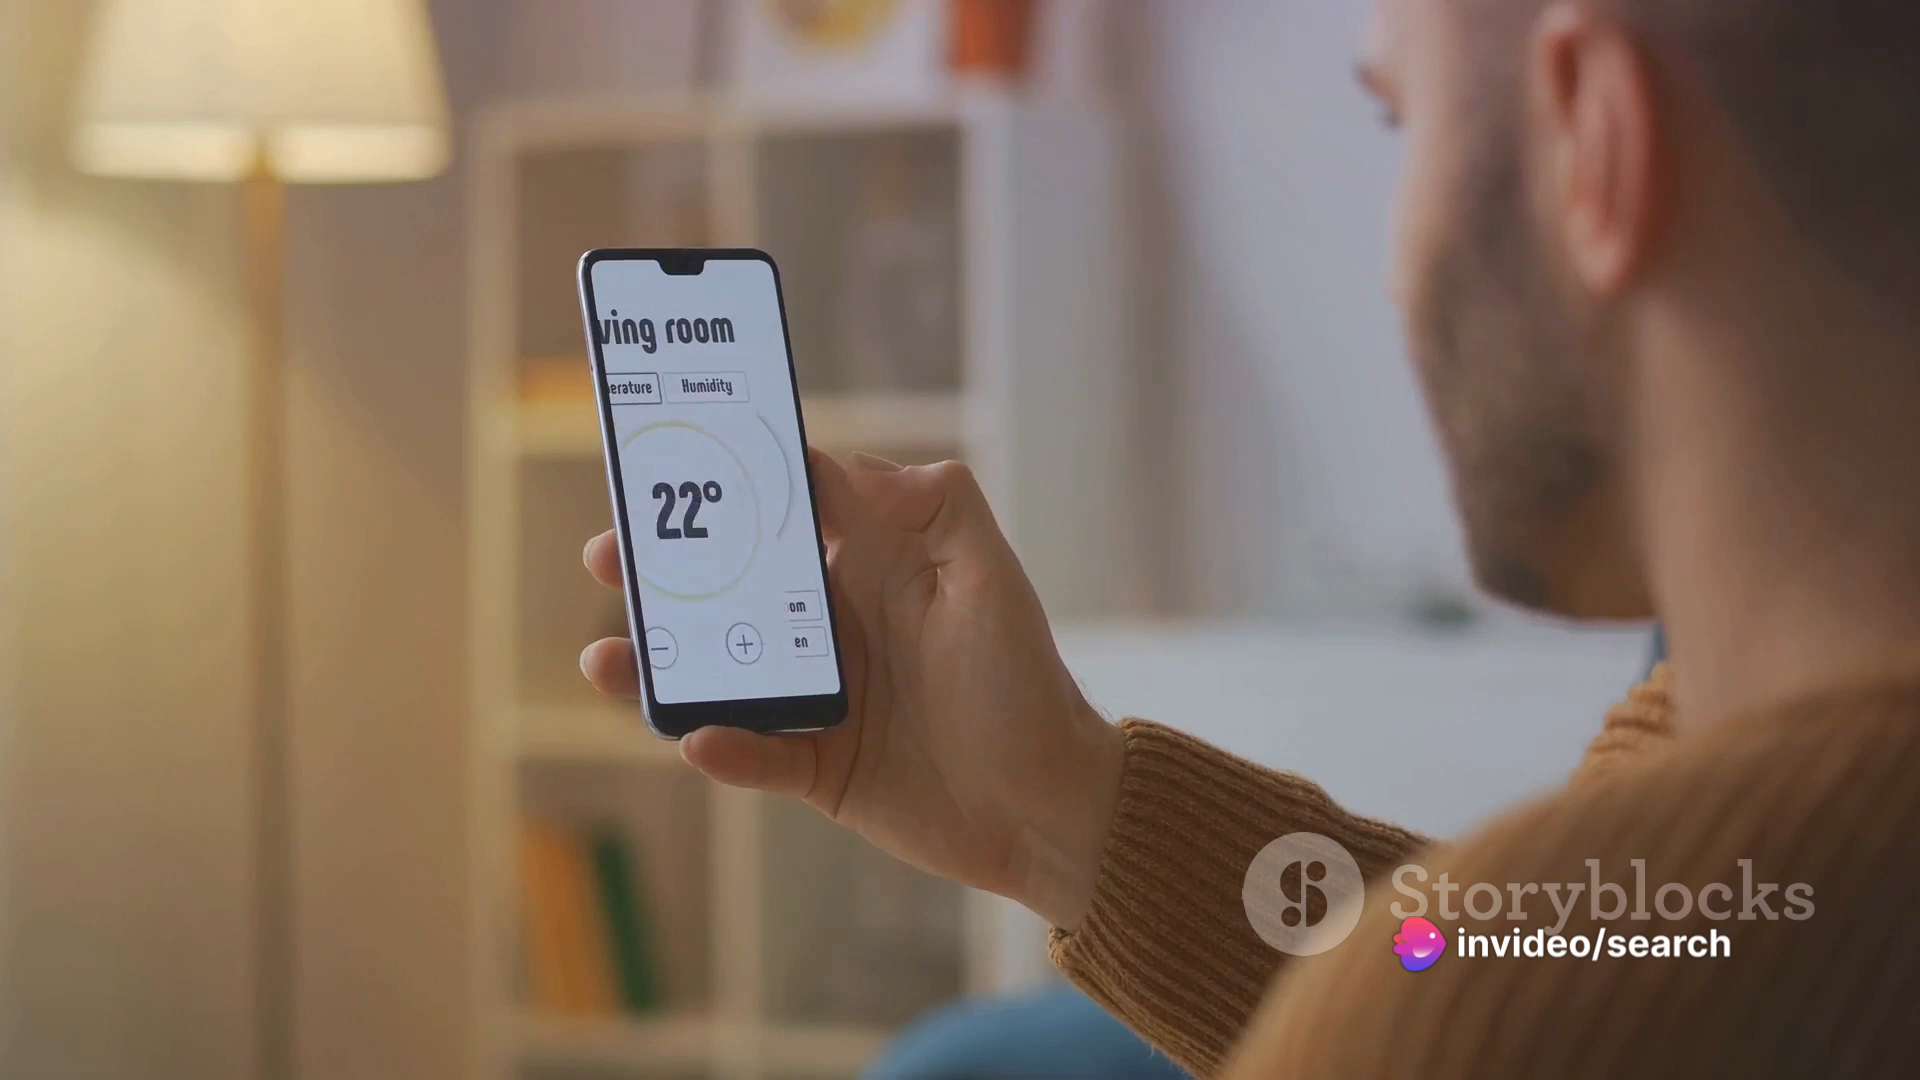 ving room
erature Humidity
22°
om
en
Storyblocks
invideo/search